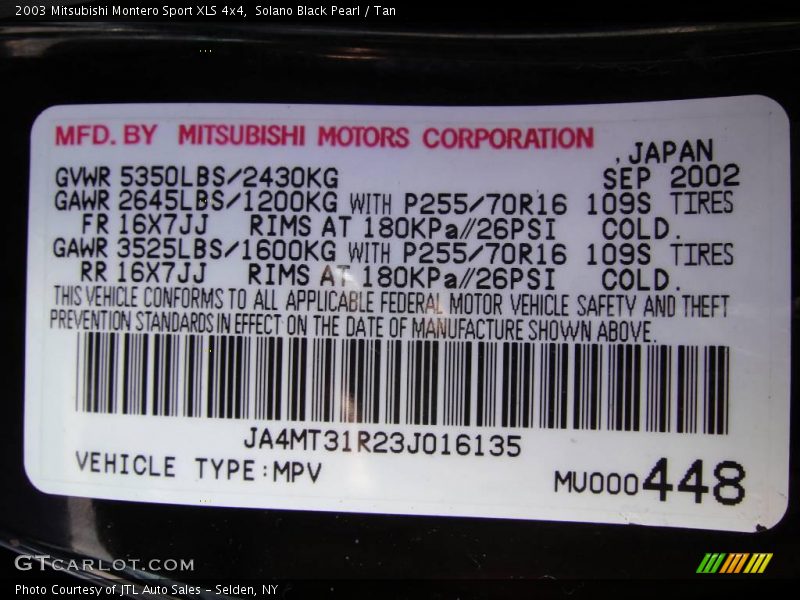 2003 Mitsubishi Montero Sport XLS 4x4, Solano Black Pearl / Tan
MFD. BY MITSUBISHI MOTORS CORPORATION
,JAPAN
GVWR 5350LBS/2430KG SEP 2002
GAWR 2645LBS/1200KG WITH P255/70R16 109S TIRES
FR 16X7JJ RIMS AT 180KPa//26PSI COLD.
GAWR 3525LBS/1600KG WITH P255/70R16 109S TIRES
RR 16X7JJ RIMS AT 180KPa//26PSI COLD.
THIS VEHICLE CONFORMS TO ALL APPLICABLE FEDERAL MOTOR VEHICLE SAFETY AND THEFT
PREVENTION STANDARDS IN EFFECT ON THE DATE OF MANUFACTURE SHOWN ABOVE.
JA4MT31R23J016135
VEHICLE TYPE:MPV
MU000448
GTCARLOT.COM
Photo Courtesy of JTL Auto Sales - Selden, NY